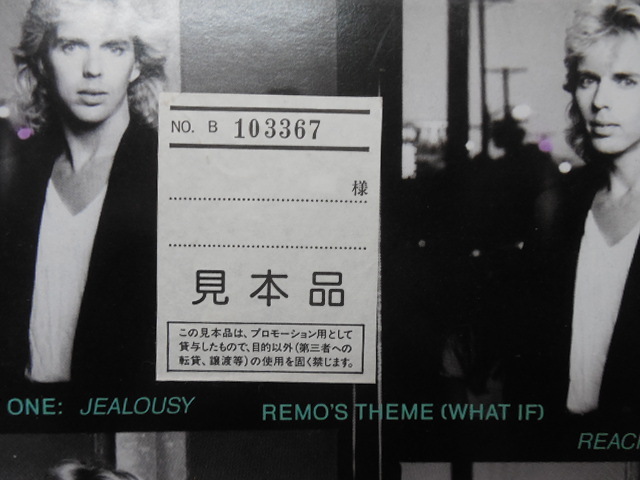 NO. B 103367
様
見本品
この見本品は、プロモーション用として
貸与したもので、目的以外(第三者への
転貸、譲渡等)の使用を固く禁じます。
ONE: JEALOUSY
REMO'S THEME (WHAT IF)